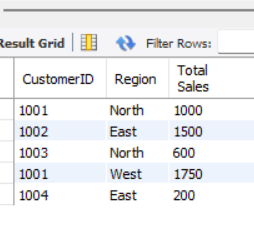 Result Grid Filter Rows:
CustomerID Region Total Sales
1001 North 1000
1002 East 1500
1003 North 600
1001 West 1750
1004 East 200